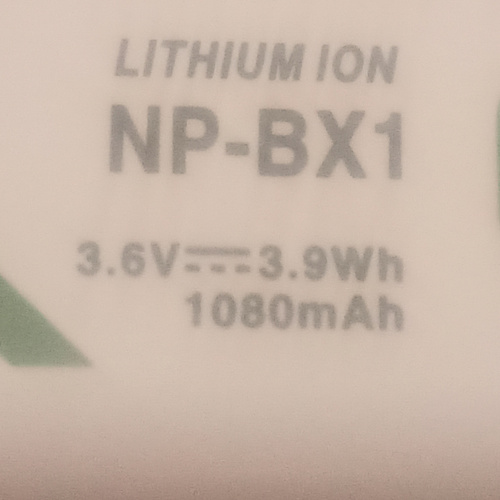 LITHIUM ION
NP-BX1
3.6V⎓3.9Wh
1080mAh